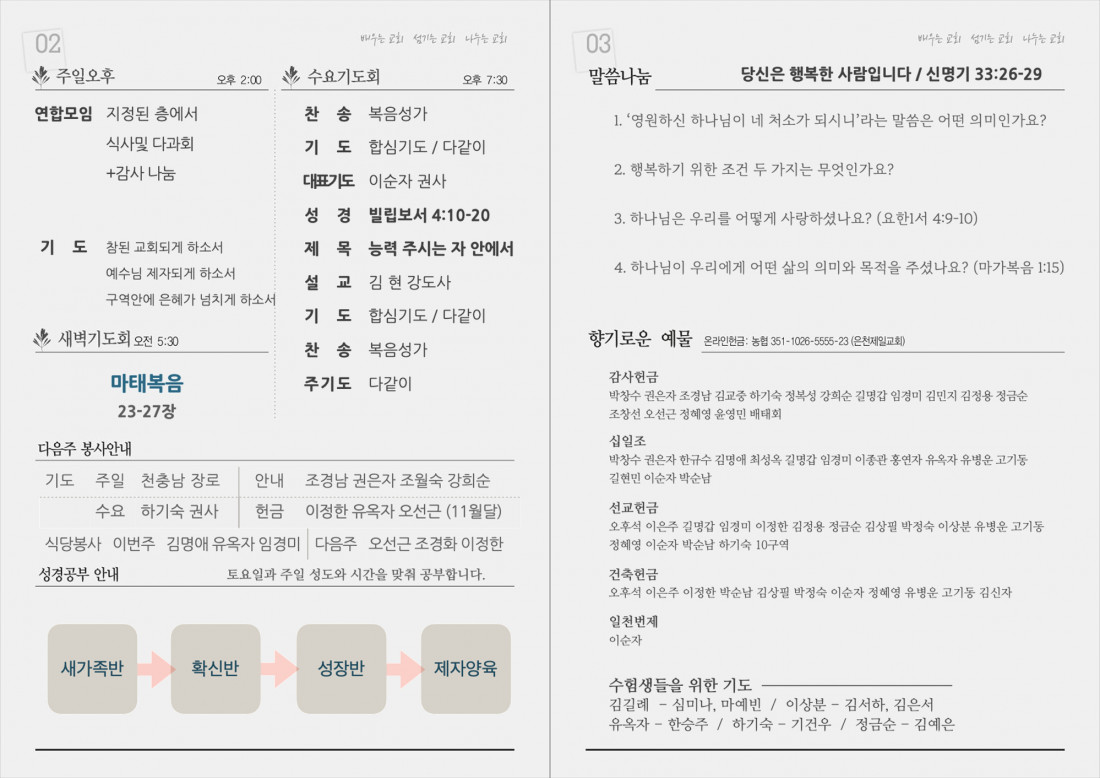 02
배우는 교회 섬기는 교회 나누는 교회
주일오후 오후 2:00
연합모임 지정된 층에서
식사및 다과회
+감사 나눔
기 도 참된 교회되게 하소서
예수님 제자되게 하소서
구역안에 은혜가 넘치게 하소서
새벽기도회 오전 5:30
마태복음
23-27장
수요기도회 오후 7:30
찬 송 복음성가
기 도 합심기도 / 다같이
대표기도 이순자 권사
성 경 빌립보서 4:10-20
제 목 능력 주시는 자 안에서
설 교 김 현 강도사
기 도 합심기도 / 다같이
찬 송 복음성가
주기도 다같이
다음주 봉사안내
기도 주일 천충남 장로 안내 조경남 권은자 조월숙 강희순
수요 하기숙 권사 헌금 이정한 유옥자 오선근 (11월달)
식당봉사 이번주 김명애 유옥자 임경미 다음주 오선근 조경화 이정한
성경공부 안내 토요일과 주일 성도와 시간을 맞춰 공부합니다.
새가족반 확신반 성장반 제자양육
03
배우는 교회 섬기는 교회 나누는 교회
말씀나눔 당신은 행복한 사람입니다 / 신명기 33:26-29
1. ‘영원하신 하나님이 네 처소가 되시니’라는 말씀은 어떤 의미인가요?
2. 행복하기 위한 조건 두 가지는 무엇인가요?
3. 하나님은 우리를 어떻게 사랑하셨나요? (요한1서 4:9-10)
4. 하나님이 우리에게 어떤 삶의 의미와 목적을 주셨나요? (마가복음 1:15)
향기로운 예물 온라인헌금: 농협 351-1026-5555-23 (은천제일교회)
감사헌금
박창수 권은자 조경남 김교중 하기숙 정복성 강희순 길명갑 임경미 김민지 김정용 정금순
조창선 오선근 정혜영 윤영민 배태회
십일조
박창수 권은자 한규수 김명애 최성옥 길명갑 임경미 이종관 홍연자 유옥자 유병운 고기동
길현민 이순자 박순남
선교헌금
오후석 이은주 길명갑 임경미 이정한 김정용 정금순 김상필 박정숙 이상분 유병운 고기동
정혜영 이순자 박순남 하기숙 10구역
건축헌금
오후석 이은주 이정한 박순남 김상필 박정숙 이순자 정혜영 유병운 고기동 김신자
일천번제
이순자
수험생들을 위한 기도
김길례 - 심미나, 마예빈 / 이상분 - 김서하, 김은서
유옥자 - 한승주 / 하기숙 - 기건우 / 정금순 - 김예은